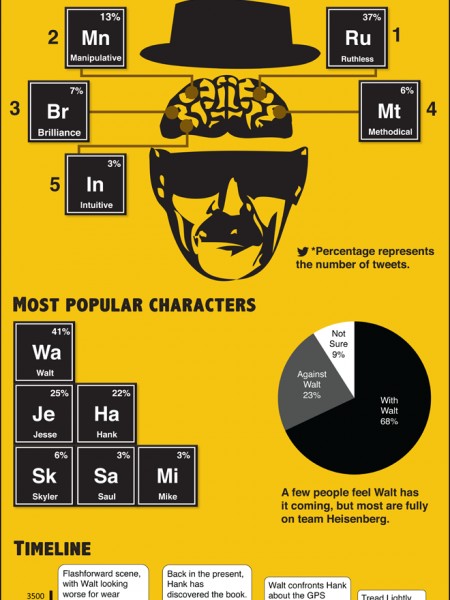 2
13%
Mn
Manipulative
37%
Ru
Ruthless
1
3
7%
Br
Brilliance
6%
Mt
Methodical
4
5
3%
In
Intuitive
*Percentage represents
the number of tweets.
MOST POPULAR CHARACTERS
41%
Wa
Walt
25%
Je
Jesse
22%
Ha
Hank
6%
Sk
Skyler
3%
Sa
Saul
3%
Mi
Mike
Not
Sure
9%
Against
Walt
23%
With
Walt
68%
A few people feel Walt has
it coming, but most are fully
on team Heisenberg.
TIMELINE
3500
Flashforward scene,
with Walt looking
worse for wear
Back in the present,
Hank has
discovered the book.
Walt confronts Hank
about the GPS
Tread Lightly